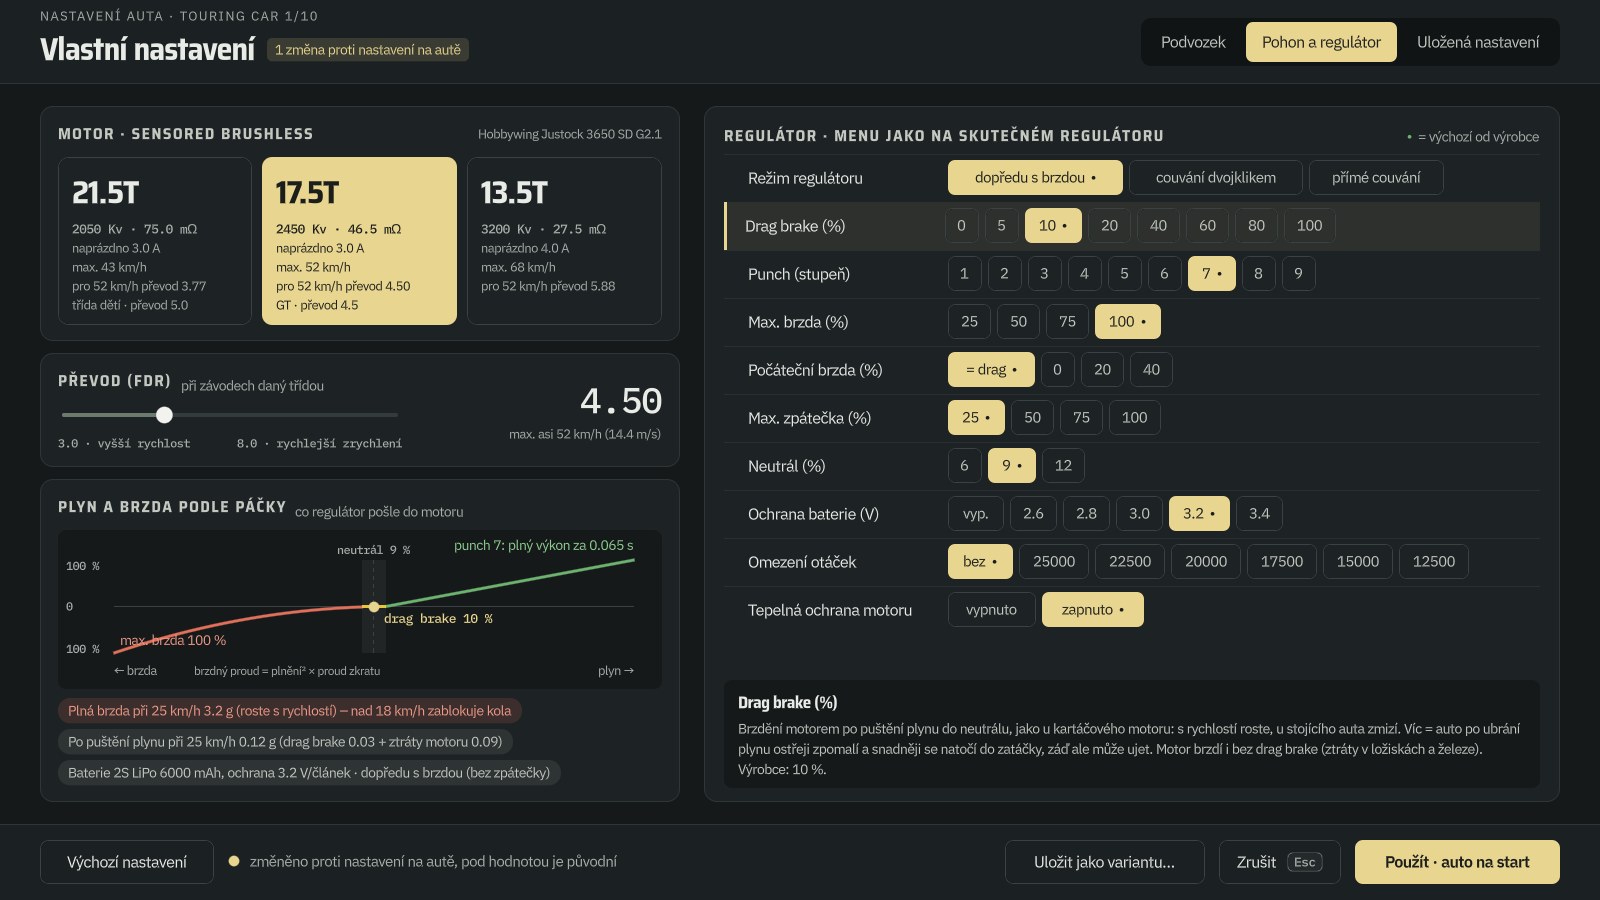 NASTAVENÍ AUTA · TOURING CAR 1/10
Vlastní nastavení
1 změna proti nastavení na autě
Podvozek
Pohon a regulátor
Uložená nastavení
MOTOR · SENSORED BRUSHLESS
Hobbywing Justock 3650 SD G2.1
21.5T
2050 Kv · 75.0 mΩ
naprázdno 3.0 A
max. 43 km/h
pro 52 km/h převod 3.77
třída dětí · převod 5.0
17.5T
2450 Kv · 46.5 mΩ
naprázdno 3.0 A
max. 52 km/h
pro 52 km/h převod 4.50
GT · převod 4.5
13.5T
3200 Kv · 27.5 mΩ
naprázdno 4.0 A
max. 68 km/h
pro 52 km/h převod 5.88
PŘEVOD (FDR) při závodech daný třídou
4.50
max. asi 52 km/h (14.4 m/s)
3.0 · vyšší rychlost
8.0 · rychlejší zrychlení
PLYN A BRZDA PODLE PÁČKY co regulátor pošle do motoru
neutrál 9 %
punch 7: plný výkon za 0.065 s
100 %
0
drag brake 10 %
max. brzda 100 %
100 %
← brzda
brzdný proud = plnění² × proud zkratu
plyn →
Plná brzda při 25 km/h 3.2 g (roste s rychlostí) – nad 18 km/h zablokuje kola
Po puštění plynu při 25 km/h 0.12 g (drag brake 0.03 + ztráty motoru 0.09)
Baterie 2S LiPo 6000 mAh, ochrana 3.2 V/článek · dopředu s brzdou (bez zpátečky)
REGULÁTOR · MENU JAKO NA SKUTEČNÉM REGULÁTORU
• = výchozí od výrobce
Režim regulátoru dopředu s brzdou • couvání dvojklikem přímé couvání
Drag brake (%) 0 5 10 • 20 40 60 80 100
Punch (stupeň) 1 2 3 4 5 6 7 • 8 9
Max. brzda (%) 25 50 75 100 •
Počáteční brzda (%) = drag • 0 20 40
Max. zpátečka (%) 25 • 50 75 100
Neutrál (%) 6 9 • 12
Ochrana baterie (V) vyp. 2.6 2.8 3.0 3.2 • 3.4
Omezení otáček bez • 25000 22500 20000 17500 15000 12500
Tepelná ochrana motoru vypnuto zapnuto •
Drag brake (%)
Brzdění motorem po puštění plynu do neutrálu, jako u kartáčového motoru: s rychlostí roste, u stojícího auta zmizí. Víc = auto po ubrání
plynu ostřeji zpomalí a snadněji se natočí do zatáčky, záď ale může ujet. Motor brzdí i bez drag brake (ztráty v ložiskách a železe).
Výrobce: 10 %.
Výchozí nastavení
změněno proti nastavení na autě, pod hodnotou je původní
Uložit jako variantu...
Zrušit Esc
Použít · auto na start